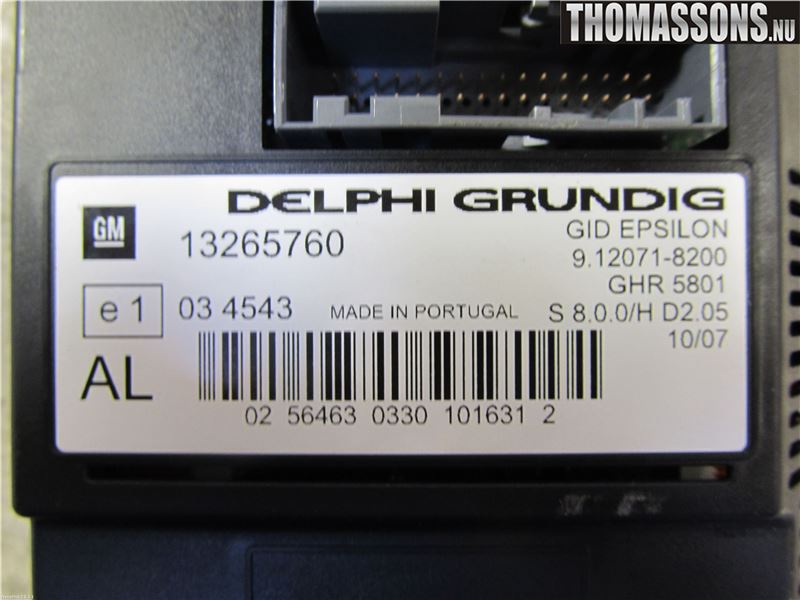 THOMASSONS.NU
DELPHI GRUNDIG
GM
13265760
GID EPSILON
9.12071-8200
GHR 5801
e 1
03 4543
MADE IN PORTUGAL
S 8.0.0/H D2.05
10/07
AL
02 56463 0330 101631 2